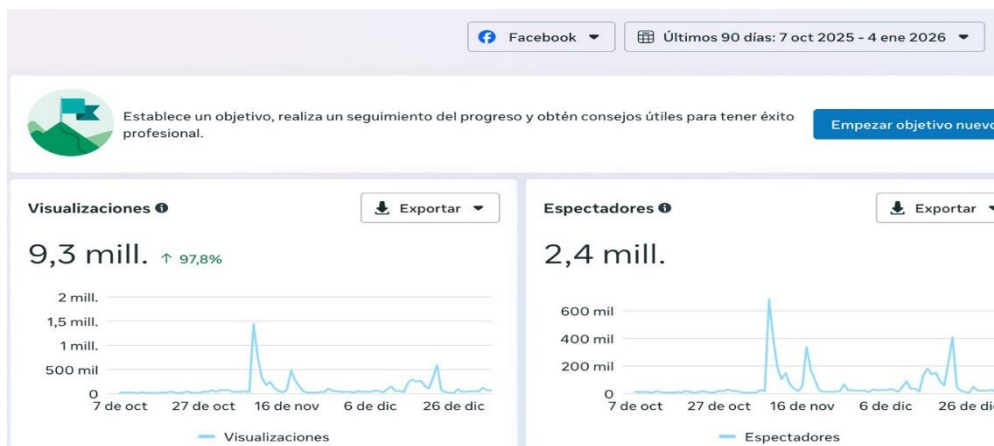 Facebook
Últimos 90 días: 7 oct 2025 - 4 ene 2026
Establece un objetivo, realiza un seguimiento del progreso y obtén consejos útiles para tener éxito
profesional.
Empezar objetivo nuevo
Visualizaciones
Exportar
9,3 mill. ↑ 97,8%
2 mill.
1,5 mill.
1 mill.
500 mil
0
7 de oct 27 de oct 16 de nov 6 de dic 26 de dic
Visualizaciones
Espectadores
Exportar
2,4 mill.
600 mil
400 mil
200 mil
0
7 de oct 27 de oct 16 de nov 6 de dic 26 de di
Espectadores